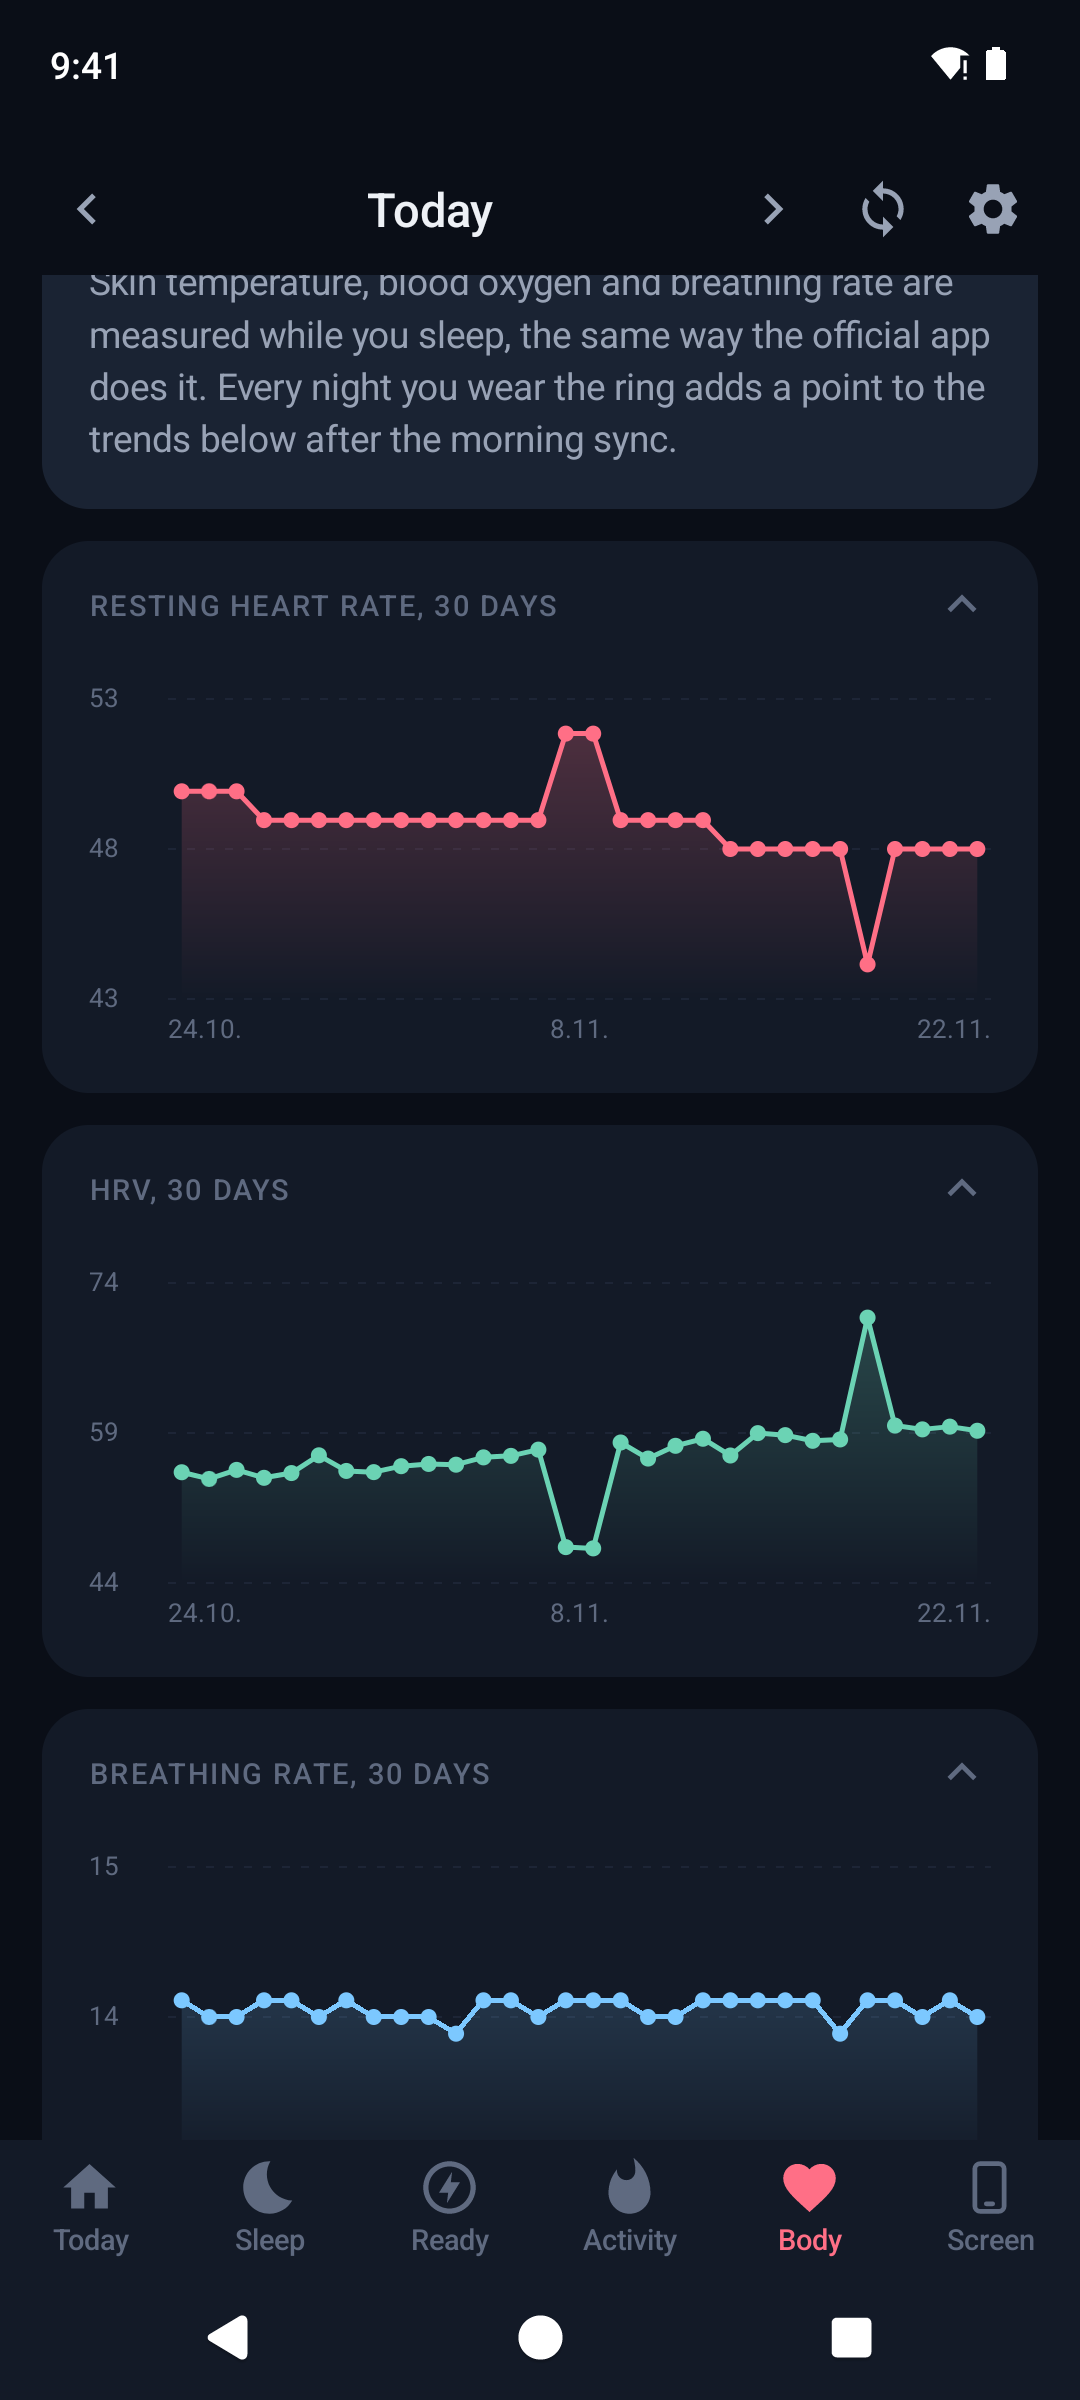 9:41
Today
Skin temperature, blood oxygen and breathing rate are
measured while you sleep, the same way the official app
does it. Every night you wear the ring adds a point to the
trends below after the morning sync.
RESTING HEART RATE, 30 DAYS
53
48
43
24.10. 8.11. 22.11.
HRV, 30 DAYS
74
59
44
24.10. 8.11. 22.11.
BREATHING RATE, 30 DAYS
15
14
Today Sleep Ready Activity Body Screen